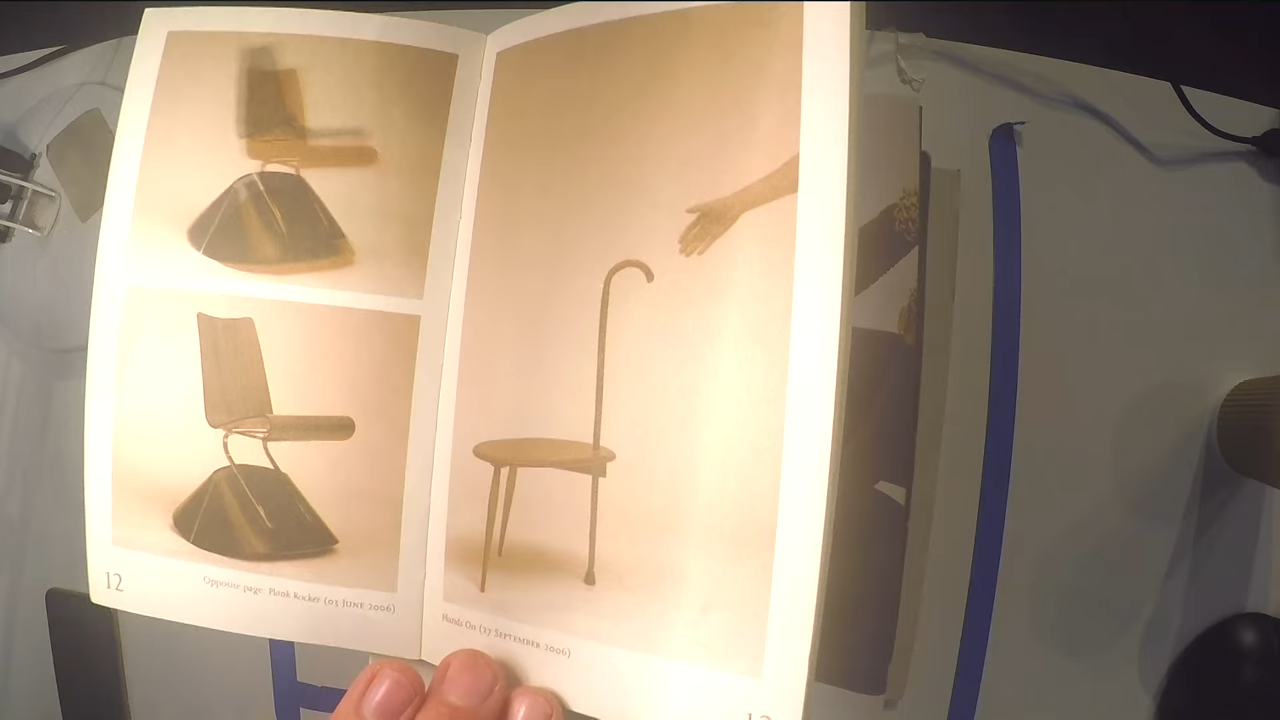 12
Opposite page: Plank Rocker (03 JUNE 2006)
Hands On (27 SEPTEMBER 2006)